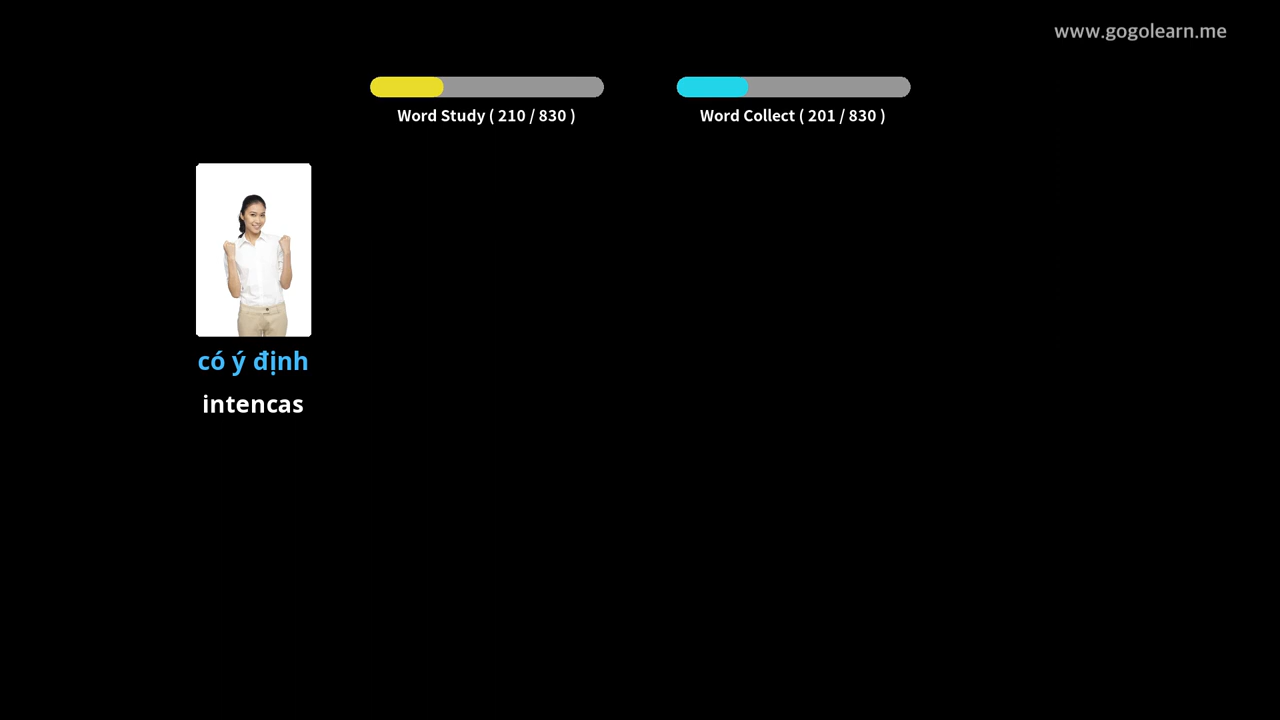 www.gogolearn.me
Word Study ( 210 / 830 )
Word Collect ( 201 / 830 )
có ý định
intencas